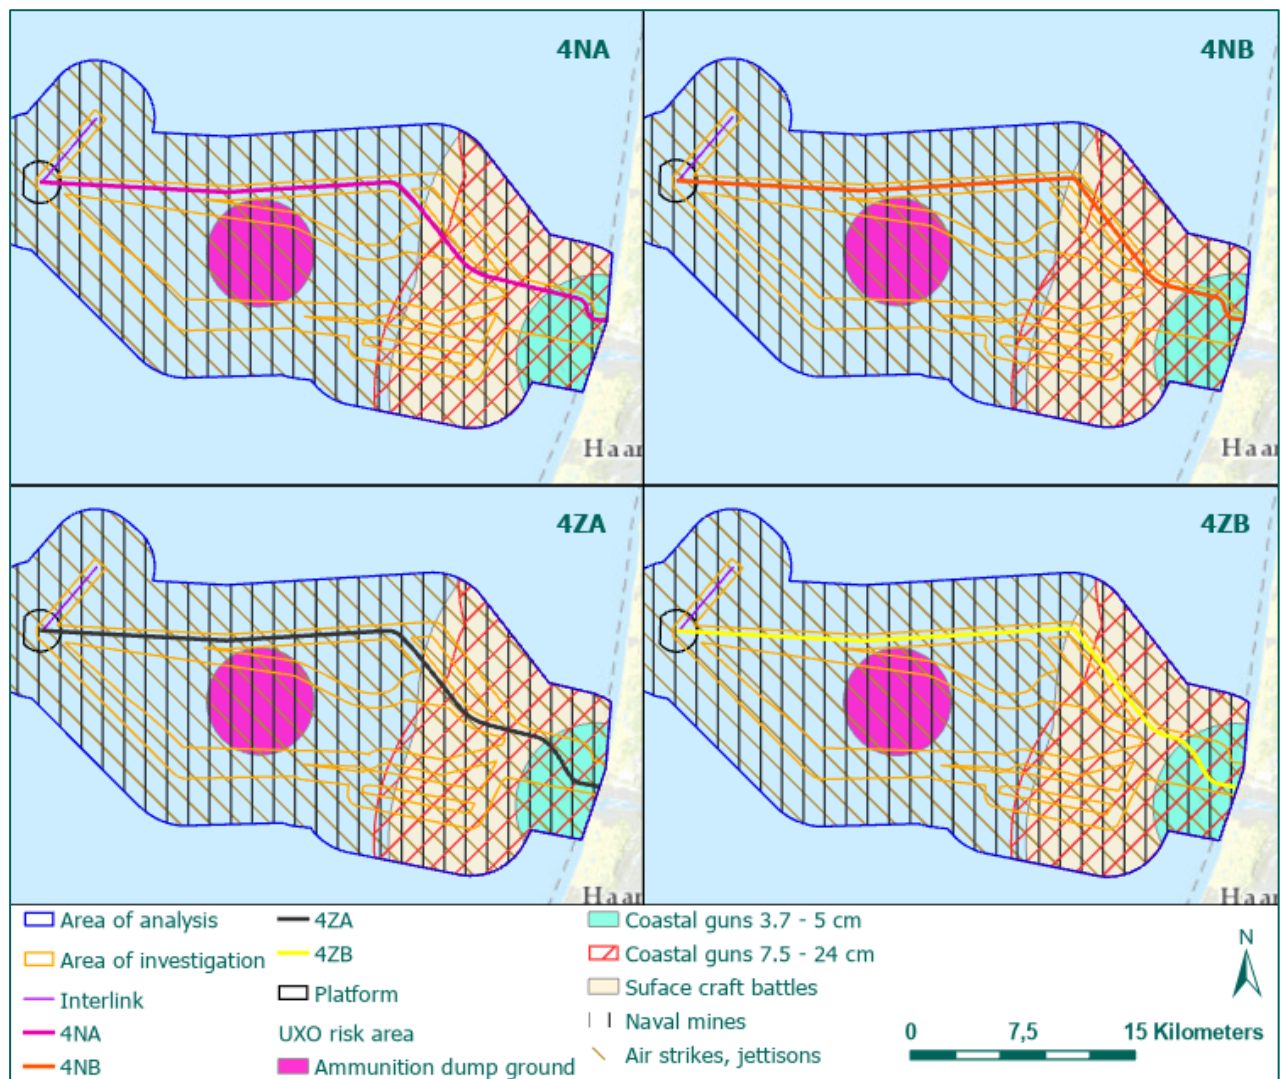 4NA
4NB
Haar
Haar
4ZA
4ZB
Haar
Haar
Area of analysis
Area of investigation
Interlink
4NA
4NB
4ZA
4ZB
Platform
UXO risk area
Ammunition dump ground
Coastal guns 3.7 - 5 cm
Coastal guns 7.5 - 24 cm
Suface craft battles
Naval mines
Air strikes, jettisons
N
0 7,5 15 Kilometers